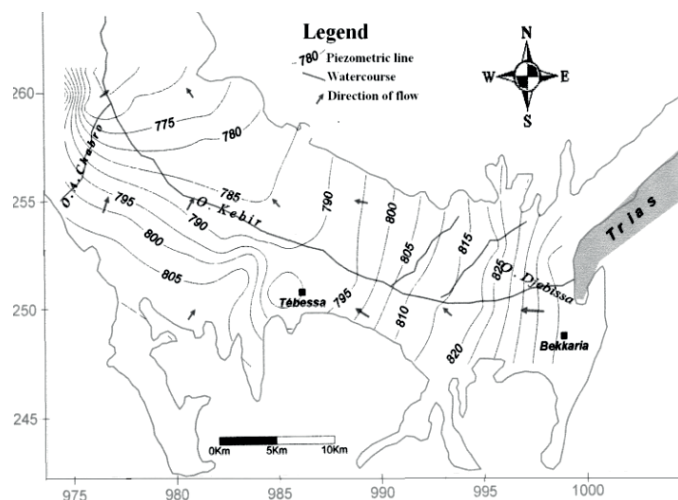 Legend
780 Piezometric line
Watercourse
Direction of flow
N
W E
S
260
255
250
245
975
980
985
990
995
1000
O. A. Chabro
775
780
785
O. Kebir
790
795
790
800
805
790
800
805
815
825
795
810
820
O. Djebissa
Trias
Tébessa
Bekkaria
0Km 5Km 10Km